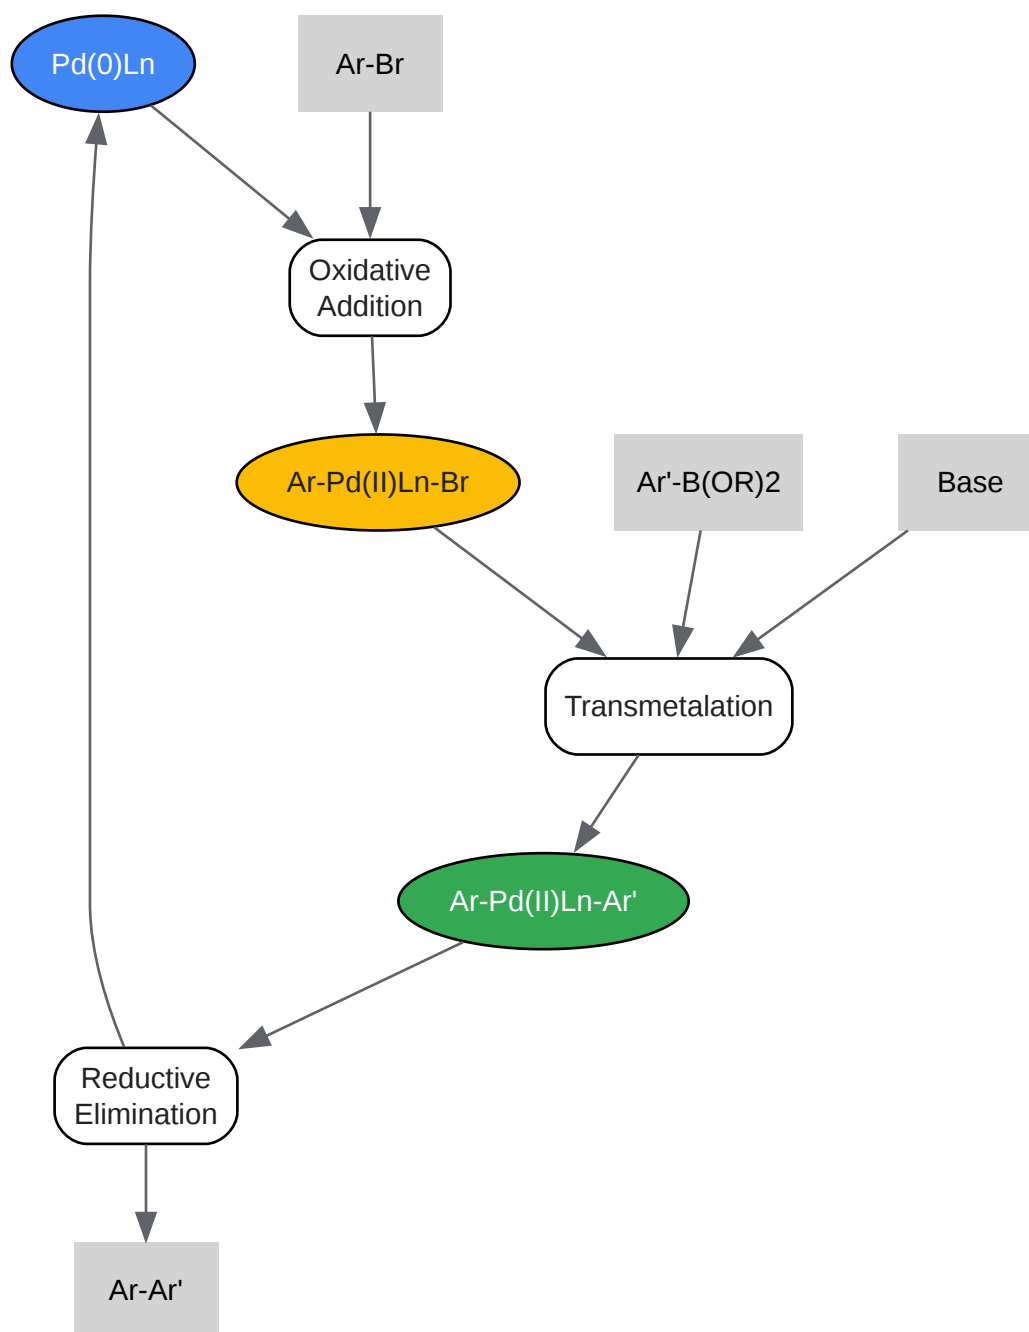 Pd(0)Ln
Ar-Br
Oxidative
Addition
Ar-Pd(II)Ln-Br
Ar'-B(OR)2
Base
Transmetalation
Ar-Pd(II)Ln-Ar'
Reductive
Elimination
Ar-Ar'